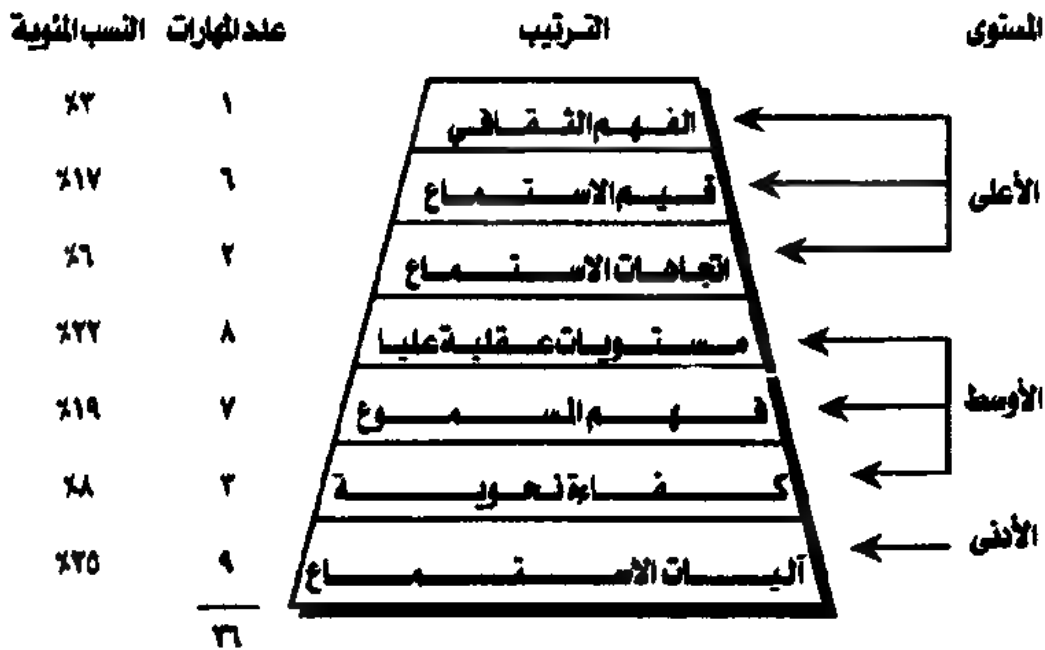 المستوى الترتيب عدد المهارات النسب المئوية
الفهم الثقافي ١ ٣٪
الأعلى قيم الاستماع ٦ ١٧٪
اتجاهات الاستماع ٢ ٦٪
مستويات عقلية عليا ٨ ٢٢٪
الأوسط فهم المسموع ٧ ١٩٪
كفاءة نحوية ٣ ٨٪
الأدنى آليات الاستماع ٩ ٢٥٪
٣٦